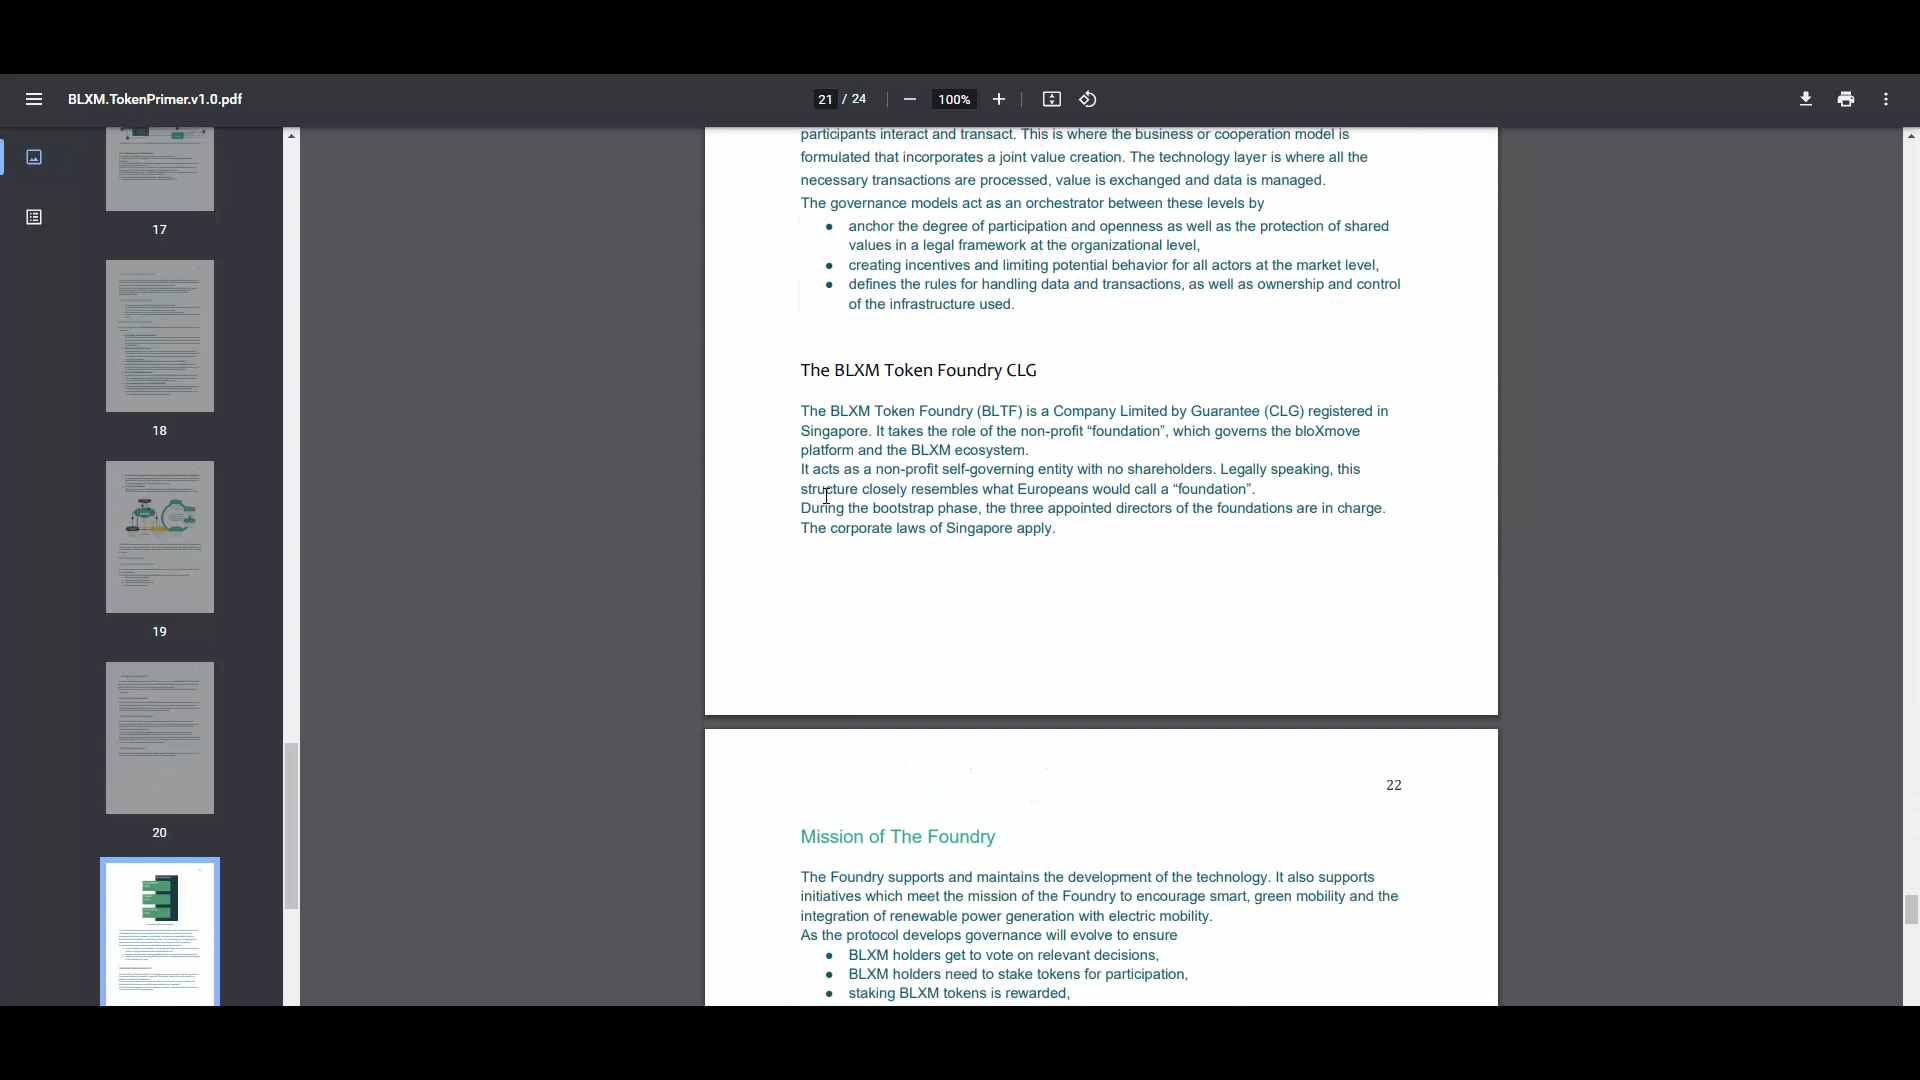 BLXM.TokenPrimer.v1.0.pdf
21 / 24
100%
17
18
19
20
participants interact and transact. This is where the business or cooperation model is
formulated that incorporates a joint value creation. The technology layer is where all the
necessary transactions are processed, value is exchanged and data is managed.
The governance models act as an orchestrator between these levels by
● anchor the degree of participation and openness as well as the protection of shared
values in a legal framework at the organizational level,
● creating incentives and limiting potential behavior for all actors at the market level,
● defines the rules for handling data and transactions, as well as ownership and control
of the infrastructure used.
The BLXM Token Foundry CLG
The BLXM Token Foundry (BLTF) is a Company Limited by Guarantee (CLG) registered in
Singapore. It takes the role of the non-profit “foundation”, which governs the bloXmove
platform and the BLXM ecosystem.
It acts as a non-profit self-governing entity with no shareholders. Legally speaking, this
structure closely resembles what Europeans would call a “foundation”.
During the bootstrap phase, the three appointed directors of the foundations are in charge.
The corporate laws of Singapore apply.
22
Mission of The Foundry
The Foundry supports and maintains the development of the technology. It also supports
initiatives which meet the mission of the Foundry to encourage smart, green mobility and the
integration of renewable power generation with electric mobility.
As the protocol develops governance will evolve to ensure
● BLXM holders get to vote on relevant decisions,
● BLXM holders need to stake tokens for participation,
● staking BLXM tokens is rewarded,